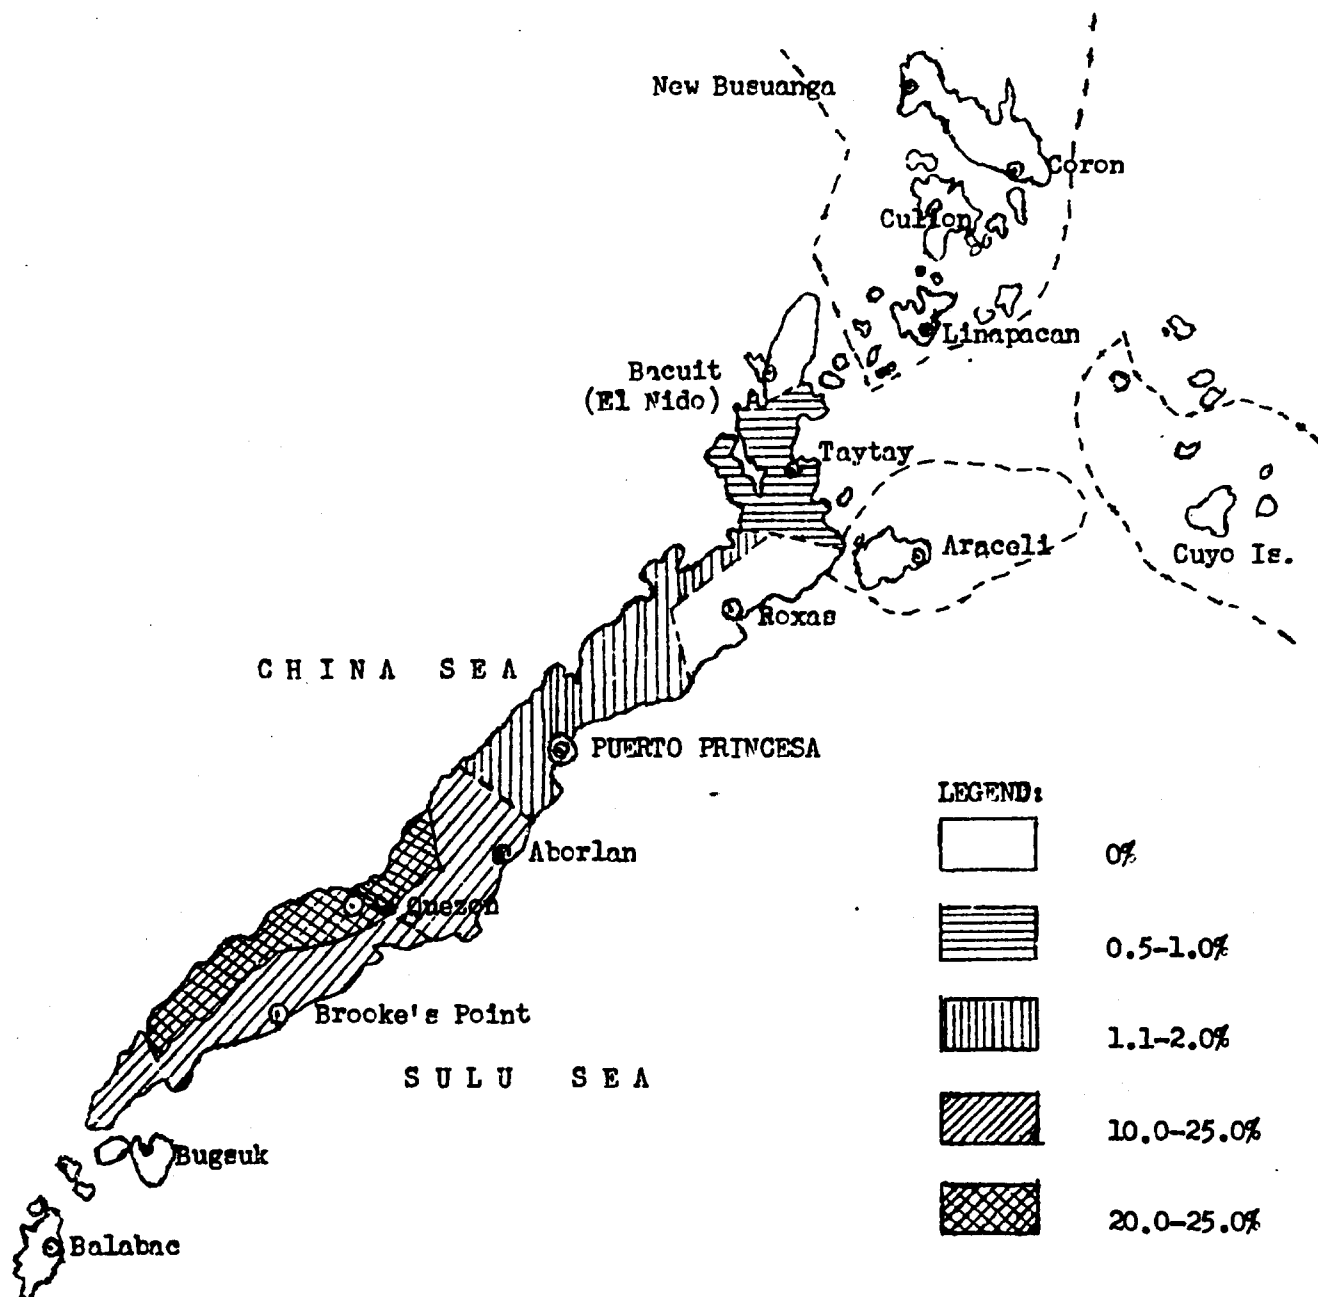 New Busuanga
Coron
Culion
Linapacan
Bacuit
(El Nido)
Taytay
Araceli
Cuyo Is.
Roxas
CHINA SEA
PUERTO PRINCESA
LEGEND:
Aborlan
0%
Quezon
0.5-1.0%
Brooke's Point
1.1-2.0%
SULU SEA
10.0-25.0%
Bugsuk
20.0-25.0%
Balabac